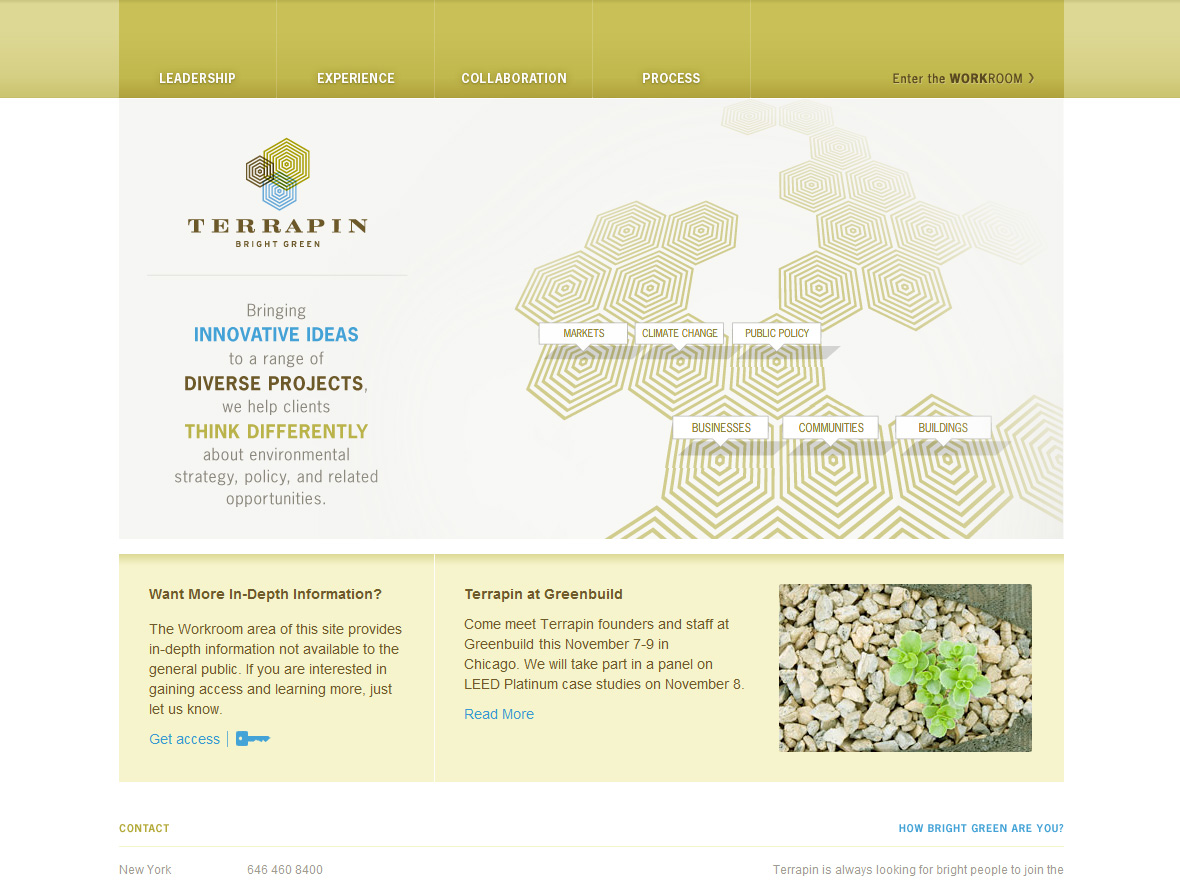 LEADERSHIP
EXPERIENCE
COLLABORATION
PROCESS
Enter the WORKROOM >
TERRAPIN
BRIGHT GREEN
Bringing
INNOVATIVE IDEAS
to a range of
DIVERSE PROJECTS,
we help clients
THINK DIFFERENTLY
about environmental
strategy, policy, and related
opportunities.
MARKETS
CLIMATE CHANGE
PUBLIC POLICY
BUSINESSES
COMMUNITIES
BUILDINGS
Want More In-Depth Information?
The Workroom area of this site provides
in-depth information not available to the
general public. If you are interested in
gaining access and learning more, just
let us know.
Get access
Terrapin at Greenbuild
Come meet Terrapin founders and staff at
Greenbuild this November 7-9 in
Chicago. We will take part in a panel on
LEED Platinum case studies on November 8.
Read More
CONTACT
HOW BRIGHT GREEN ARE YOU?
New York
646 460 8400
Terrapin is always looking for bright people to join the